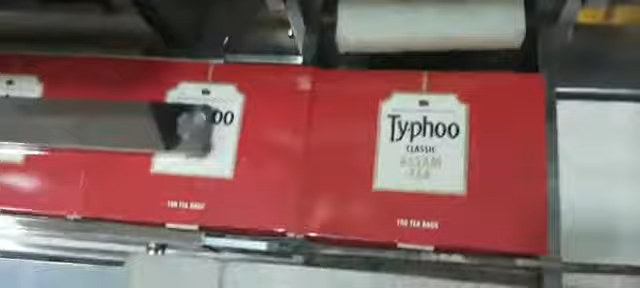 oo
100 TEA BAGS
Typhoo
CLASSIC
ASSAM
TEA
100 TEA BAGS